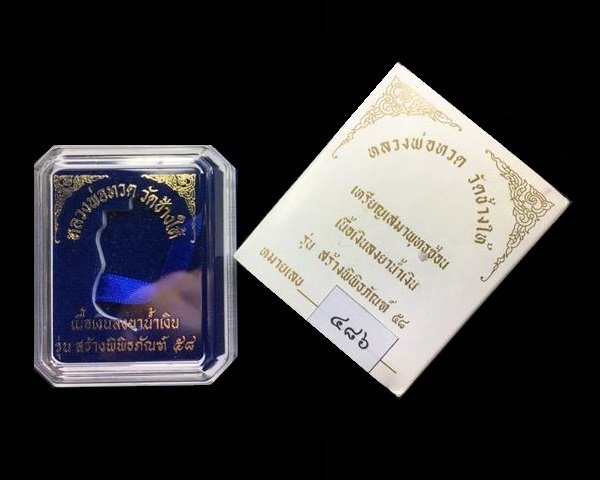 หลวงพ่อทวด วัดช้างให้
เนื้อเงินลงยาน้ำเงิน
รุ่น สร้างพิพิธภัณฑ์ ๕๘
หลวงพ่อทวด วัดช้างให้
เหรียญเสมาพุทธซ้อน
เนื้อเงินลงยาน้ำเงิน
รุ่น สร้างพิพิธภัณฑ์ ๕๘
หมายเลข ๔๘๖